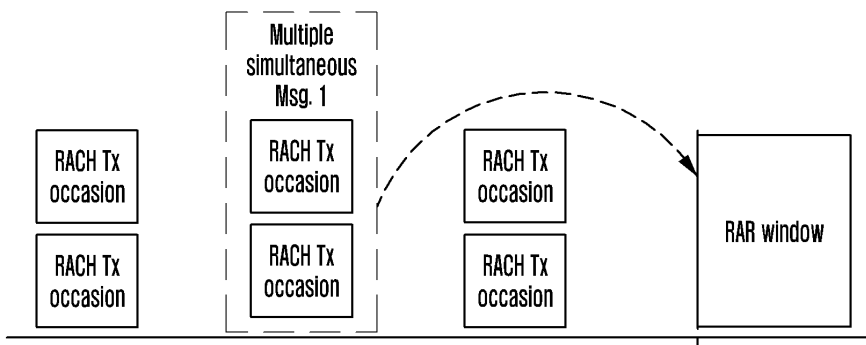 Multiple
simultaneous
Msg. 1
RACH Tx
occasion
RACH Tx
occasion
RACH Tx
occasion
RACH Tx
occasion
RACH Tx
occasion
RACH Tx
occasion
RAR window